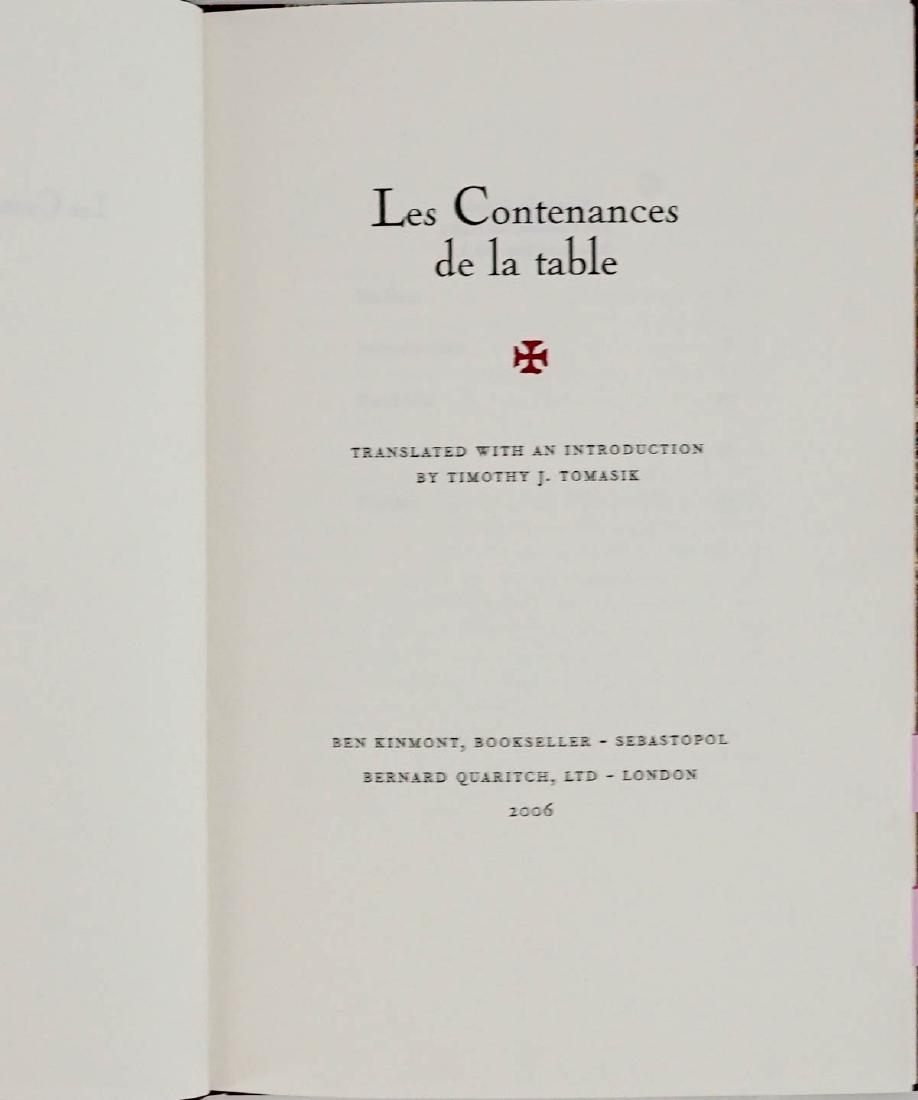 Les Contenances
de la table
TRANSLATED WITH AN INTRODUCTION
BY TIMOTHY J. TOMASIK
BEN KINMONT, BOOKSELLER - SEBASTOPOL
BERNARD QUARITCH, LTD - LONDON
2006